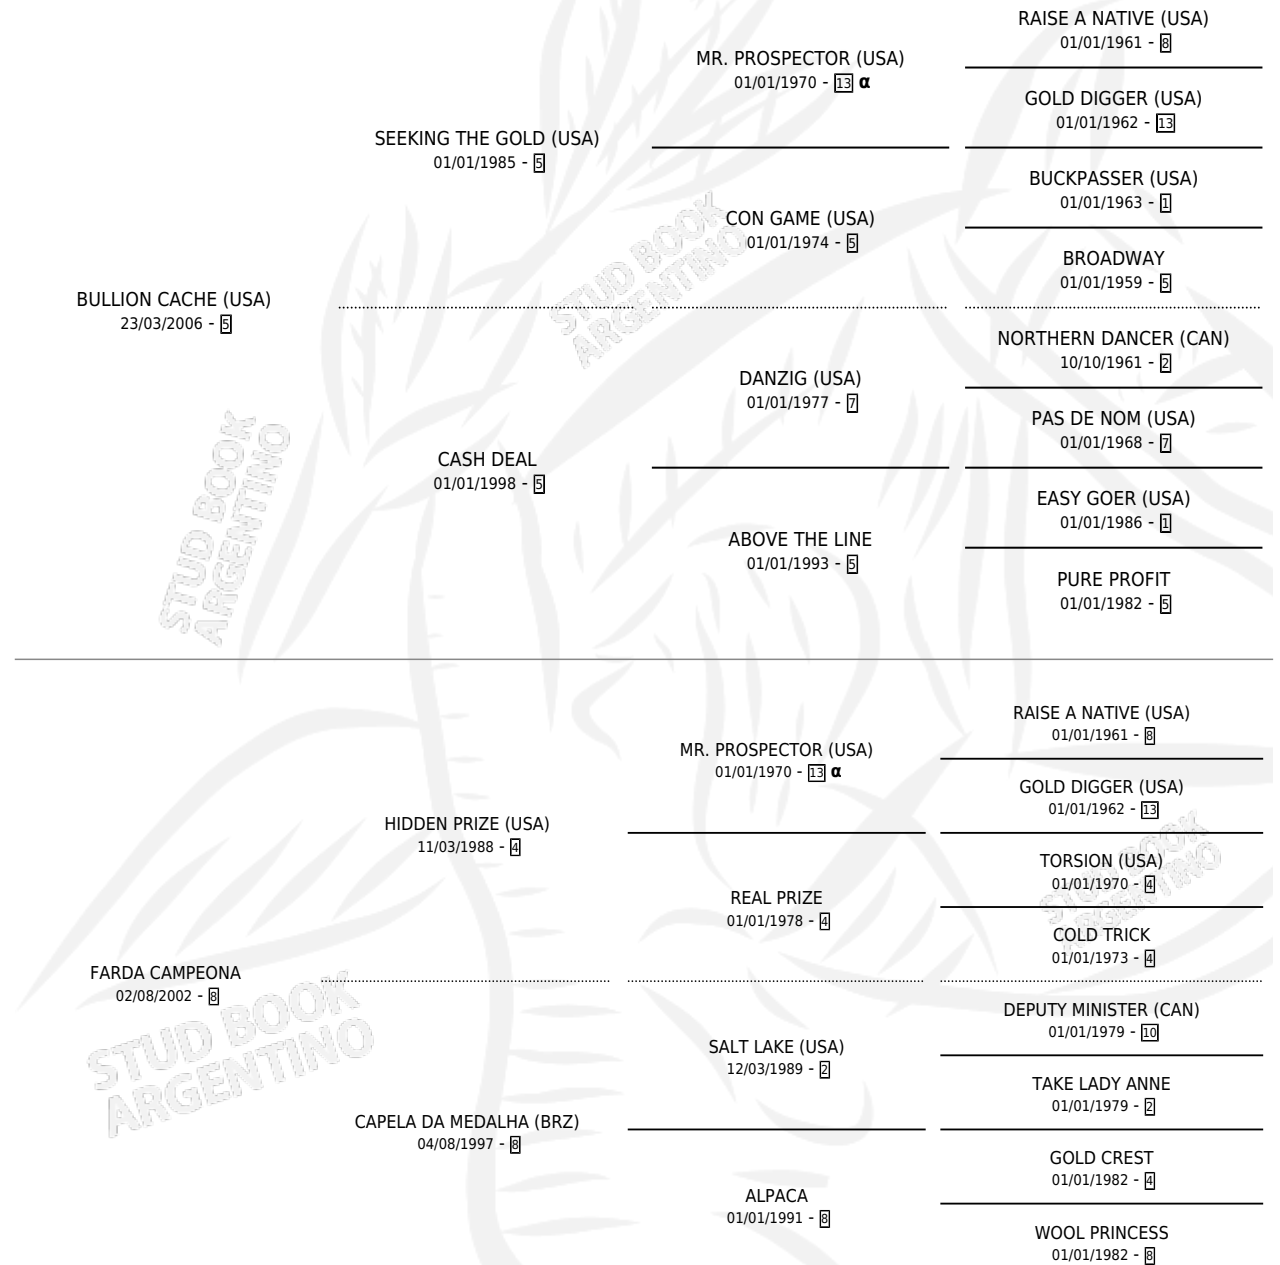 RAISE A NATIVE (USA)
01/01/1961 - 8
MR. PROSPECTOR (USA)
01/01/1970 - 13 α
GOLD DIGGER (USA)
01/01/1962 - 13
SEEKING THE GOLD (USA)
01/01/1985 - 5
BUCKPASSER (USA)
01/01/1963 - 1
CON GAME (USA)
01/01/1974 - 5
BROADWAY
01/01/1959 - 5
STUD BOOK
ARGENTINO
BULLION CACHE (USA)
23/03/2006 - 5
NORTHERN DANCER (CAN)
10/10/1961 - 2
DANZIG (USA)
01/01/1977 - 7
PAS DE NOM (USA)
01/01/1968 - 7
CASH DEAL
01/01/1998 - 5
EASY GOER (USA)
01/01/1986 - 1
ABOVE THE LINE
01/01/1993 - 5
PURE PROFIT
01/01/1982 - 5
STUD BOOK
ARGENTINO
RAISE A NATIVE (USA)
01/01/1961 - 8
MR. PROSPECTOR (USA)
01/01/1970 - 13 α
GOLD DIGGER (USA)
01/01/1962 - 13
HIDDEN PRIZE (USA)
11/03/1988 - 4
TORSION (USA)
01/01/1970 - 4
REAL PRIZE
01/01/1978 - 4
COLD TRICK
01/01/1973 - 4
STUD BOOK
ARGENTINO
FARDA CAMPEONA
02/08/2002 - 8
DEPUTY MINISTER (CAN)
01/01/1979 - 10
SALT LAKE (USA)
12/03/1989 - 2
TAKE LADY ANNE
01/01/1979 - 2
STUD BOOK
ARGENTINO
CAPELA DA MEDALHA (BRZ)
04/08/1997 - 8
GOLD CREST
01/01/1982 - 4
ALPACA
01/01/1991 - 8
WOOL PRINCESS
01/01/1982 - 8